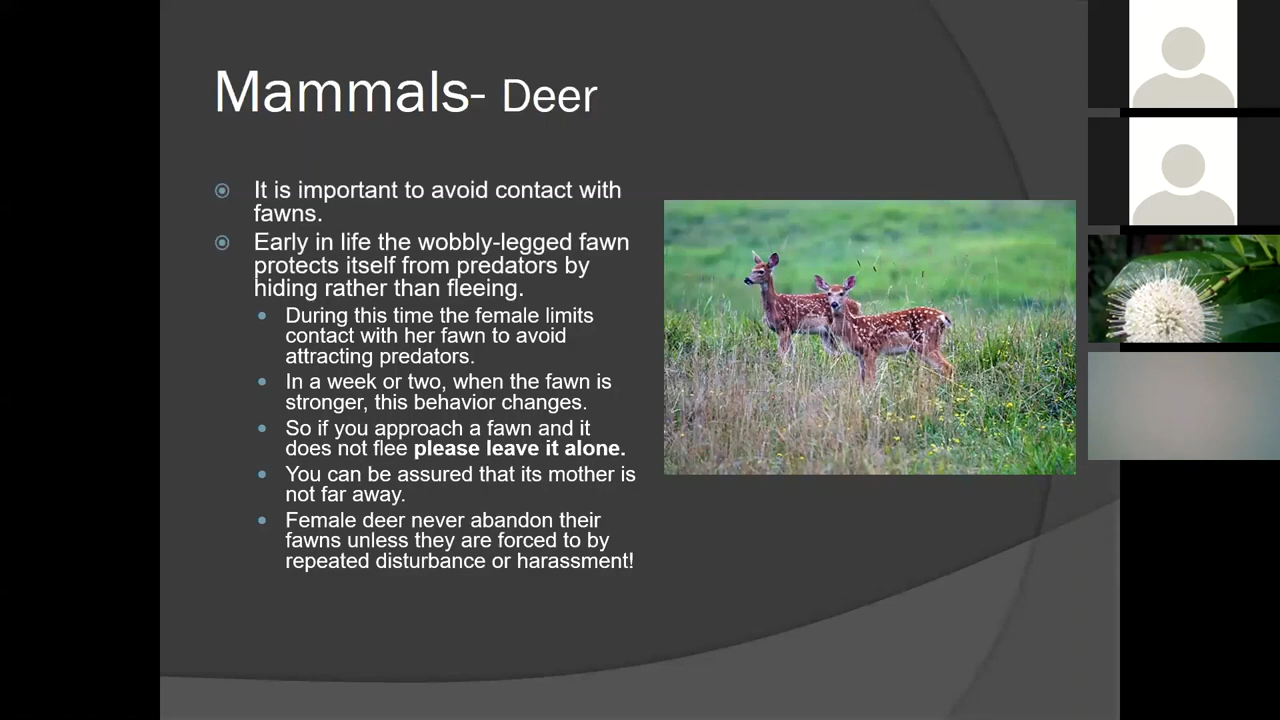 Mammals- Deer
It is important to avoid contact with
fawns.
Early in life the wobbly-legged fawn
protects itself from predators by
hiding rather than fleeing.
During this time the female limits
contact with her fawn to avoid
attracting predators.
In a week or two, when the fawn is
stronger, this behavior changes.
So if you approach a fawn and it
does not flee please leave it alone.
You can be assured that its mother is
not far away.
Female deer never abandon their
fawns unless they are forced to by
repeated disturbance or harassment!